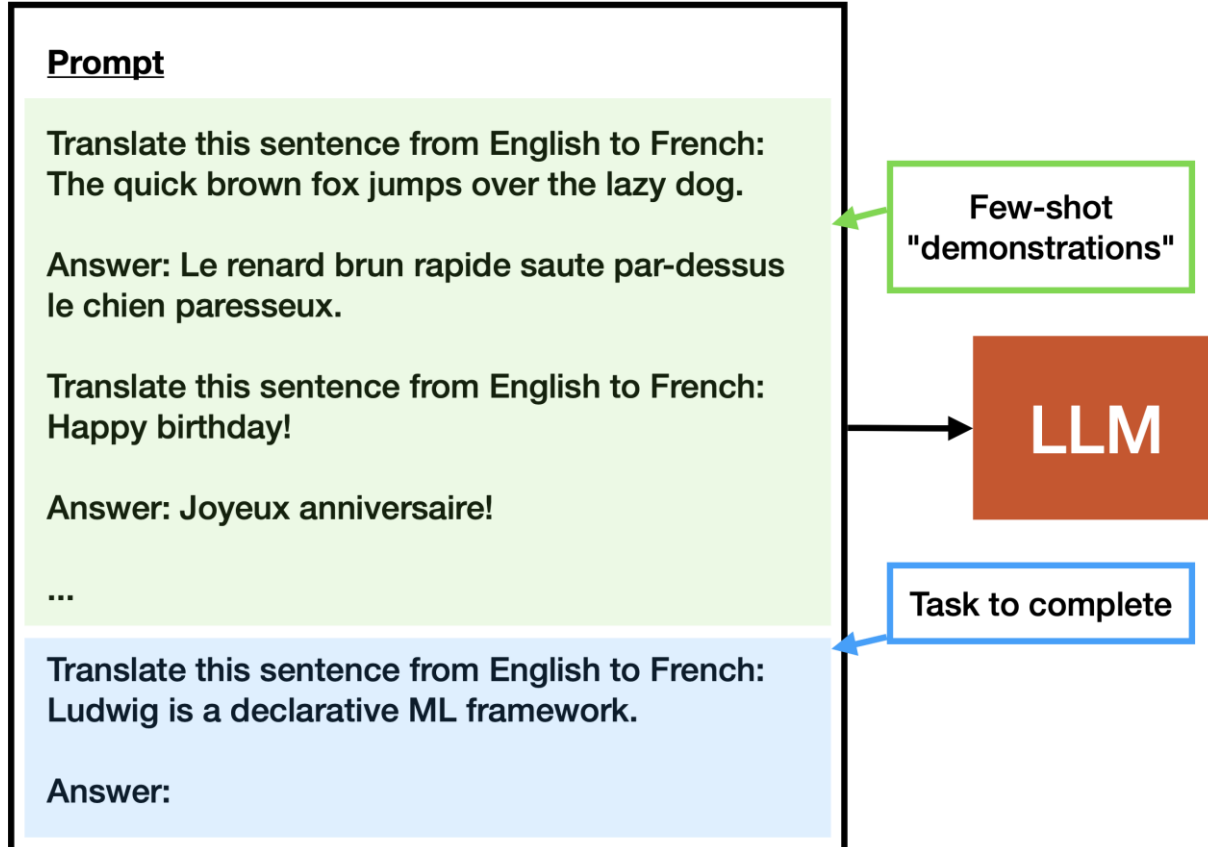 Prompt
Translate this sentence from English to French:
The quick brown fox jumps over the lazy dog.
Answer: Le renard brun rapide saute par-dessus
le chien paresseux.
Translate this sentence from English to French:
Happy birthday!
Answer: Joyeux anniversaire!
...
Translate this sentence from English to French:
Ludwig is a declarative ML framework.
Answer:
Few-shot
"demonstrations"
LLM
Task to complete